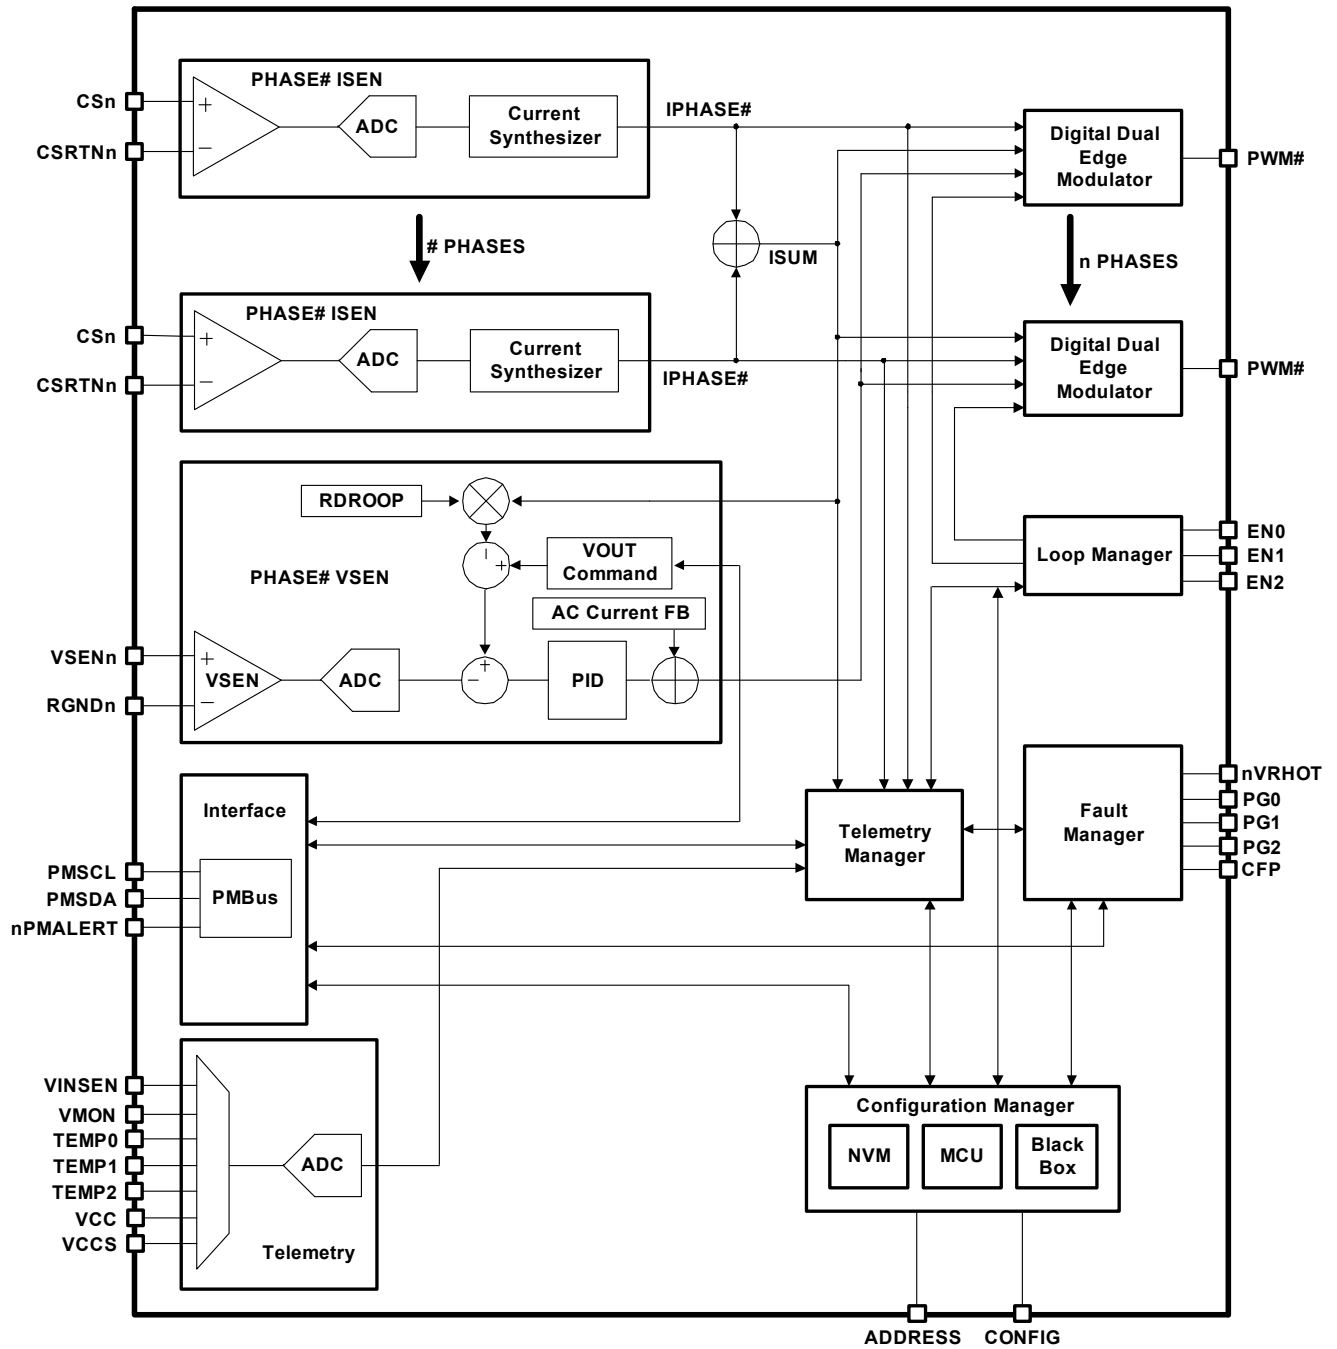 PHASE# ISEN
CSn
+
ADC
Current
Synthesizer
IPHASE#
CSRTNn
−
Digital Dual
Edge
Modulator
PWM#
# PHASES
ISUM
n PHASES
PHASE# ISEN
CSn
+
ADC
Current
Synthesizer
IPHASE#
CSRTNn
−
Digital Dual
Edge
Modulator
PWM#
RDROOP
−
+
VOUT
Command
PHASE# VSEN
AC Current FB
VSENn
+
VSEN
−
RGNDn
ADC
+
−
PID
Loop Manager
EN0
EN1
EN2
Interface
PMSCL
PMSDA
nPMALERT
PMBus
Telemetry
Manager
Fault
Manager
nVRHOT
PG0
PG1
PG2
CFP
VINSEN
VMON
TEMP0
TEMP1
TEMP2
VCC
VCCS
ADC
Telemetry
Configuration Manager
NVM
MCU
Black
Box
ADDRESS
CONFIG